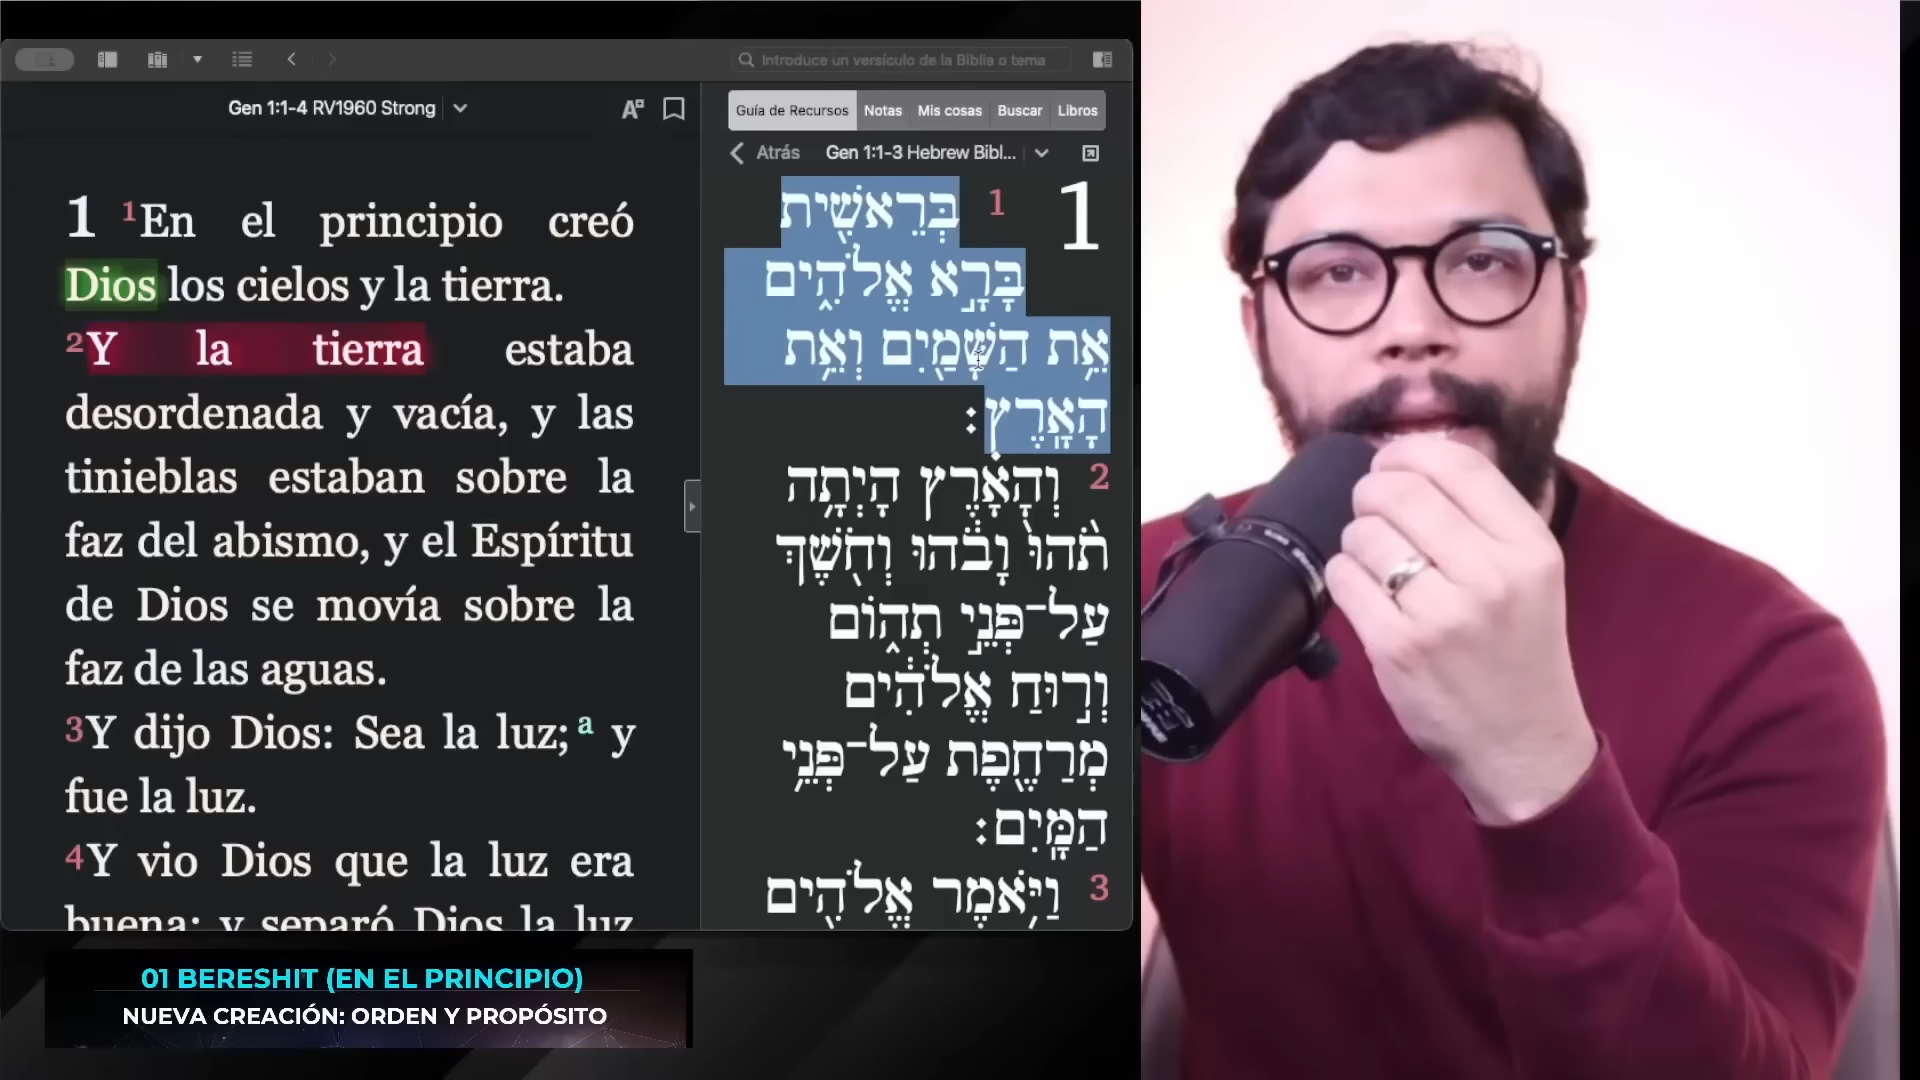 Introduce un versículo de la Biblia o tema
Gen 1:1-4 RV1960 Strong
1 1En el principio creó
Dios los cielos y la tierra.
2Y la tierra estaba
desordenada y vacía, y las
tinieblas estaban sobre la
faz del abismo, y el Espíritu
de Dios se movía sobre la
faz de las aguas.
3Y dijo Dios: Sea la luz;a y
fue la luz.
4Y vio Dios que la luz era
buena; y separó Dios la luz
Guía de Recursos Notas Mis cosas Buscar Libros
Atrás Gen 1:1-3 Hebrew Bibl...
1 1 בְּרֵאשִׁ֖ית
בָּרָ֣א אֱלֹהִ֑ים
אֵ֥ת הַשָּׁמַ֖יִם וְאֵ֥ת
הָאָֽרֶץ׃
2 וְהָאָ֗רֶץ הָיְתָ֥ה
תֹ֙הוּ֙ וָבֹ֔הוּ וְחֹ֖שֶׁךְ
עַל־פְּנֵ֣י תְה֑וֹם
וְר֣וּחַ אֱלֹהִ֔ים
מְרַחֶ֖פֶת עַל־פְּנֵ֥י
הַמָּֽיִם׃
3 וַיֹּ֥אמֶר אֱלֹהִ֖ים
01 BERESHIT (EN EL PRINCIPIO)
NUEVA CREACIÓN: ORDEN Y PROPÓSITO